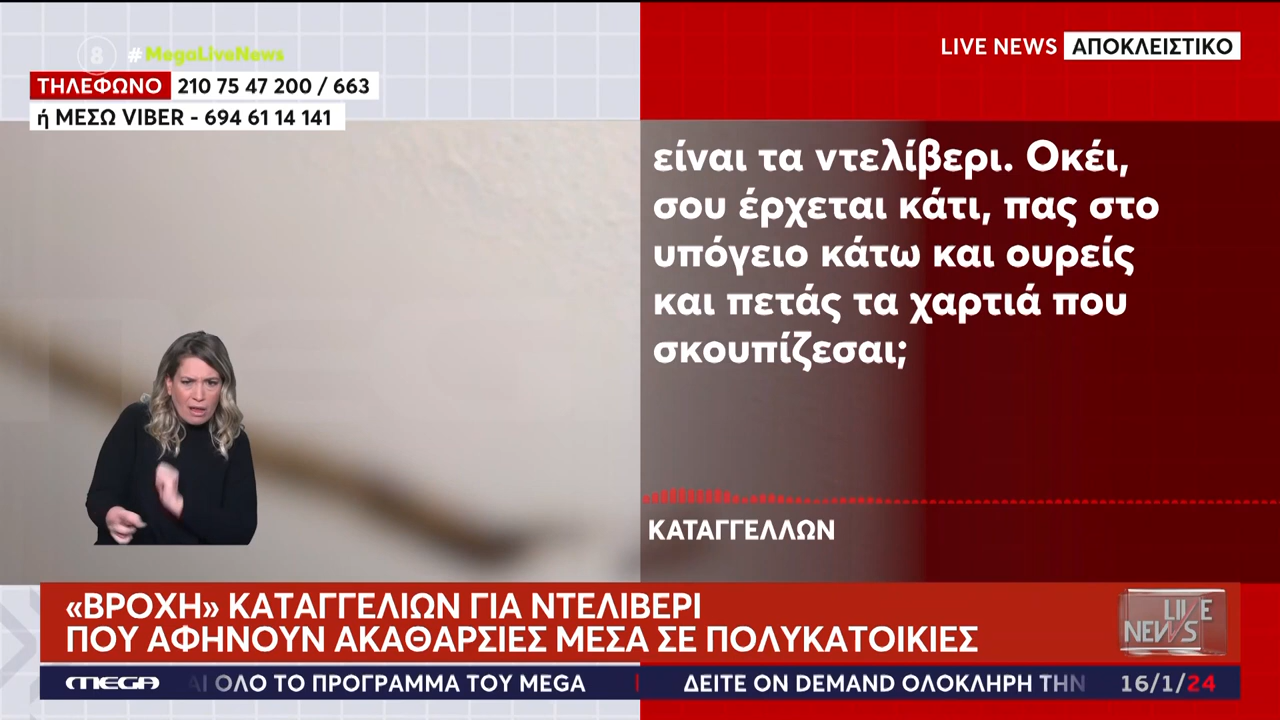 8 #MegaLiveNews
LIVE NEWS ΑΠΟΚΛΕΙΣΤΙΚΟ
ΤΗΛΕΦΩΝΟ 210 75 47 200 / 663
ή ΜΕΣΩ VIBER - 694 61 14 141
είναι τα ντελίβερι. Οκέι,
σου έρχεται κάτι, πας στο
υπόγειο κάτω και ουρείς
και πετάς τα χαρτιά που
σκουπίζεσαι;
ΚΑΤΑΓΓΕΛΛΩΝ
«ΒΡΟΧΗ» ΚΑΤΑΓΓΕΛΙΩΝ ΓΙΑ ΝΤΕΛΙΒΕΡΙ
ΠΟΥ ΑΦΗΝΟΥΝ ΑΚΑΘΑΡΣΙΕΣ ΜΕΣΑ ΣΕ ΠΟΛΥΚΑΤΟΙΚΙΕΣ
LIVE
NEWS
MEGA ΑΙ ΟΛΟ ΤΟ ΠΡΟΓΡΑΜΜΑ ΤΟΥ MEGA ΔΕΙΤΕ ON DEMAND ΟΛΟΚΛΗΡΗ ΤΗΝ 16/1/24